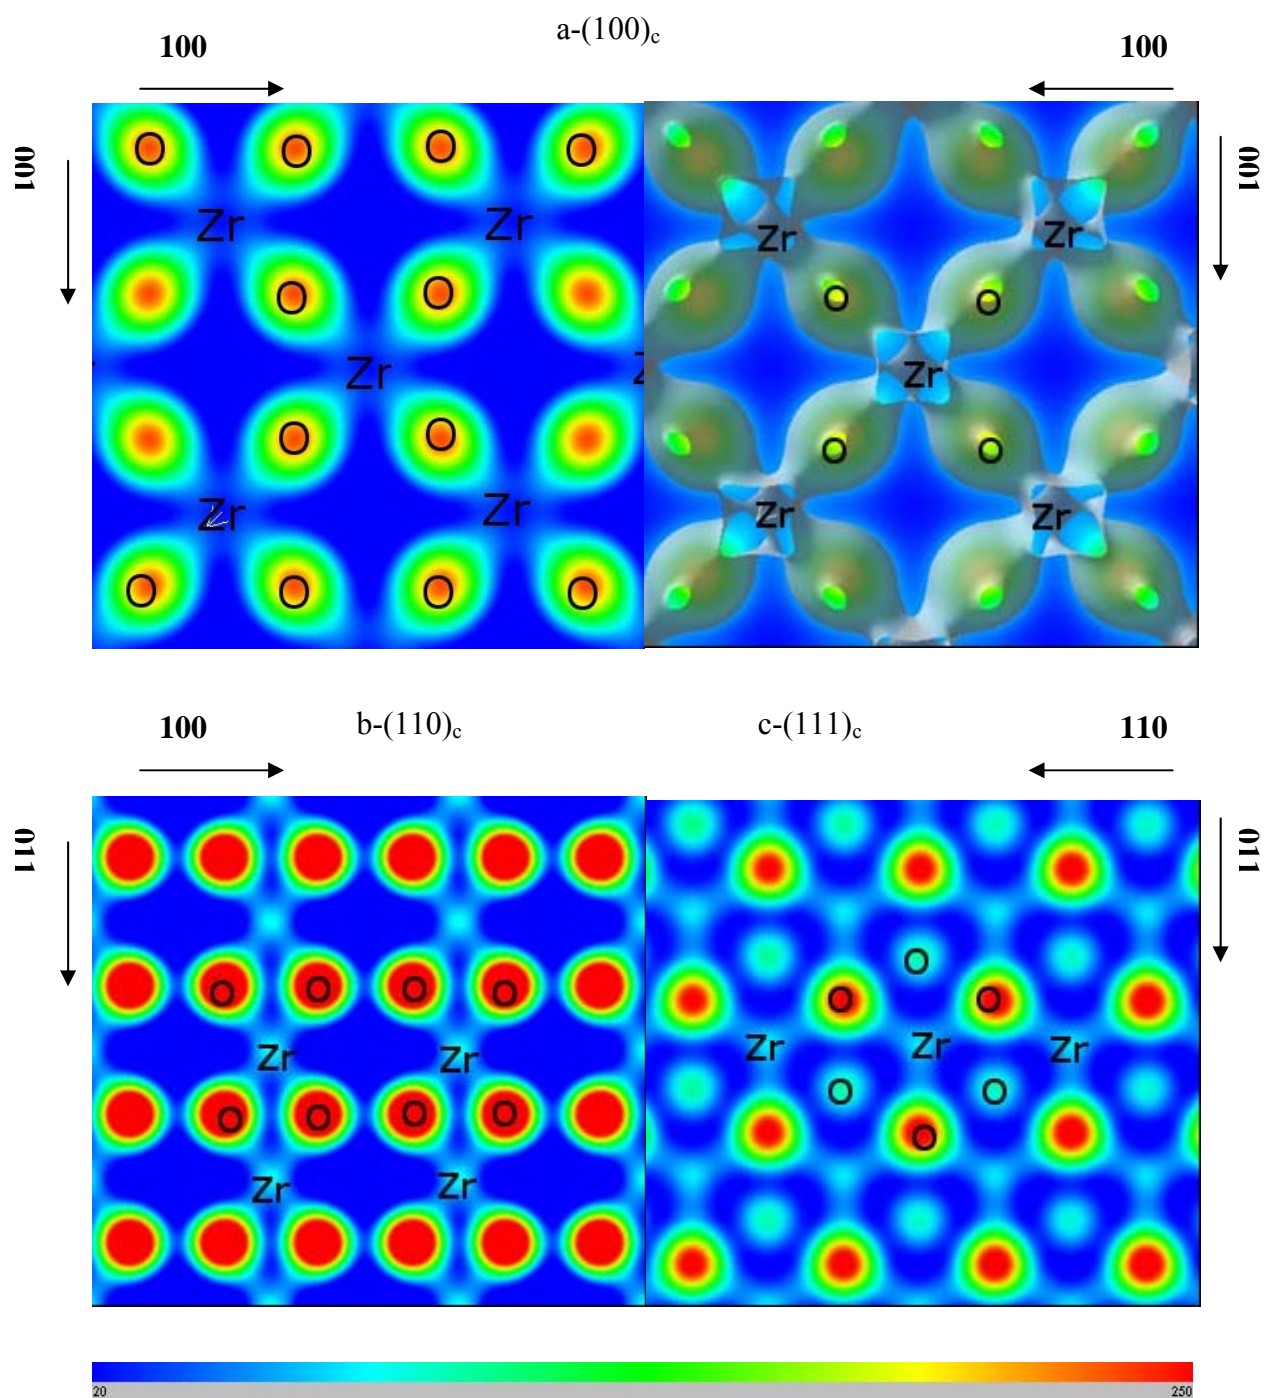 a-(100)c
100 100
001 001
O O O O
Zr Zr Zr Zr
O O O O
Zr Z Zr
O O O O
Zr Zr Zr Zr
O O O O
100 b-(110)c c-(111)c 110
011 011
O
O O O O O O
Zr Zr Zr Zr Zr
O O
O O O O O
Zr Zr
20 250